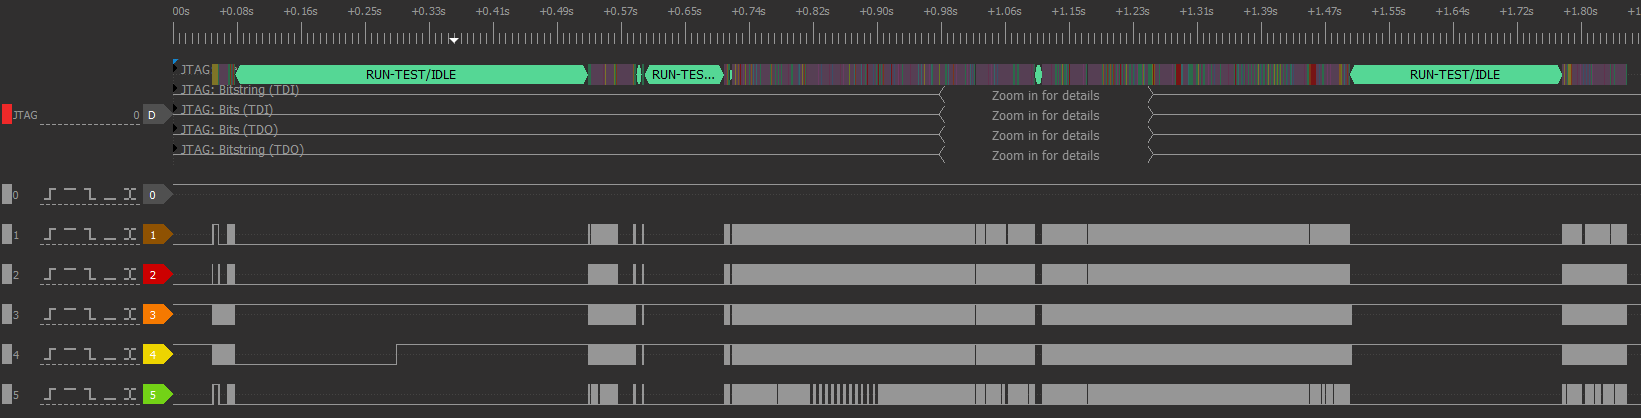 00s +0.08s +0.16s +0.25s +0.33s +0.41s +0.49s +0.57s +0.65s +0.74s +0.82s +0.90s +0.98s +1.06s +1.15s +1.23s +1.31s +1.39s +1.47s +1.55s +1.64s +1.72s +1.80s +1
JTAG RUN-TEST/IDLE RUN-TES... RUN-TEST/IDLE
JTAG: Bitstring (TDI) Zoom in for details
JTAG: Bits (TDI) Zoom in for details
JTAG 0 D
JTAG: Bits (TDO) Zoom in for details
JTAG: Bitstring (TDO) Zoom in for details
0 0
1 1
2 2
3 3
4 4
5 5